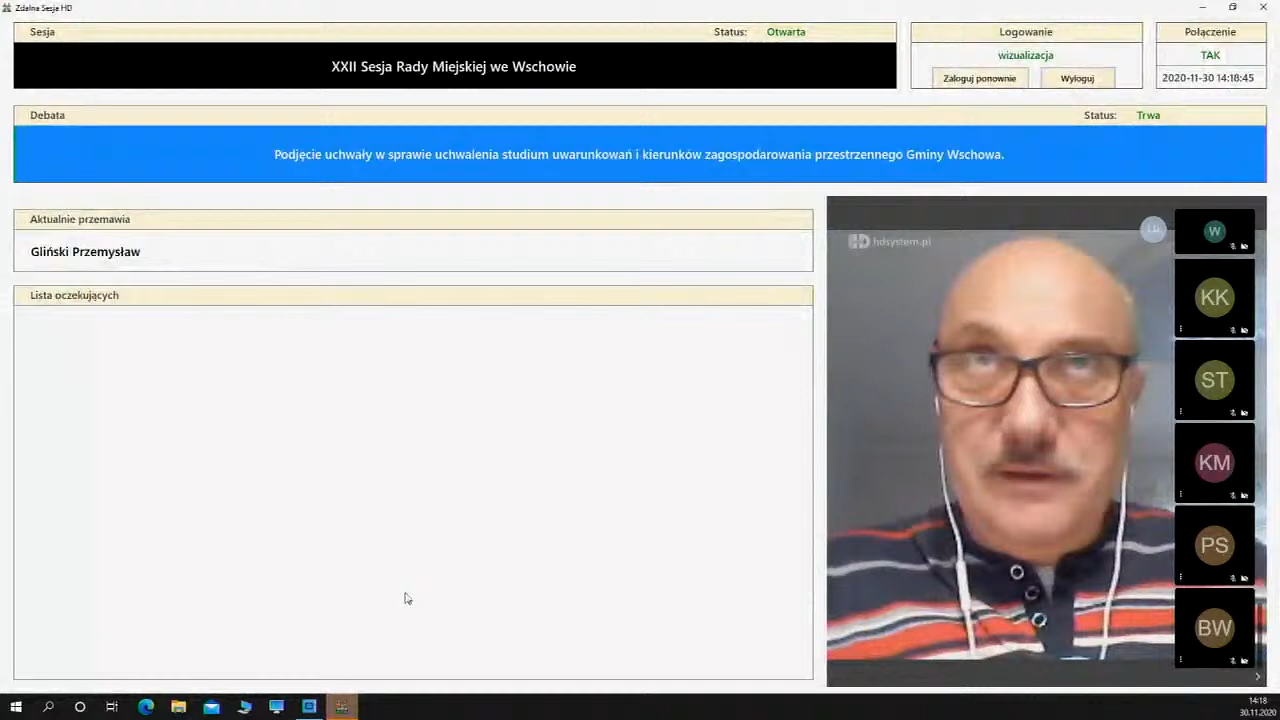 Zdalna Sesja HD
Sesja
Status: Otwarta
XXII Sesja Rady Miejskiej we Wschowie
Logowanie
wizualizacja
Zaloguj ponownie
Wyloguj
Połączenie
TAK
2020-11-30 14:18:45
Debata
Status: Trwa
Podjęcie uchwały w sprawie uchwalenia studium uwarunkowań i kierunków zagospodarowania przestrzennego Gminy Wschowa.
Aktualnie przemawia
Gliński Przemysław
Lista oczekujących
HD hdsystem.pl
W
KK
ST
KM
PS
BW
14:18
30.11.2020